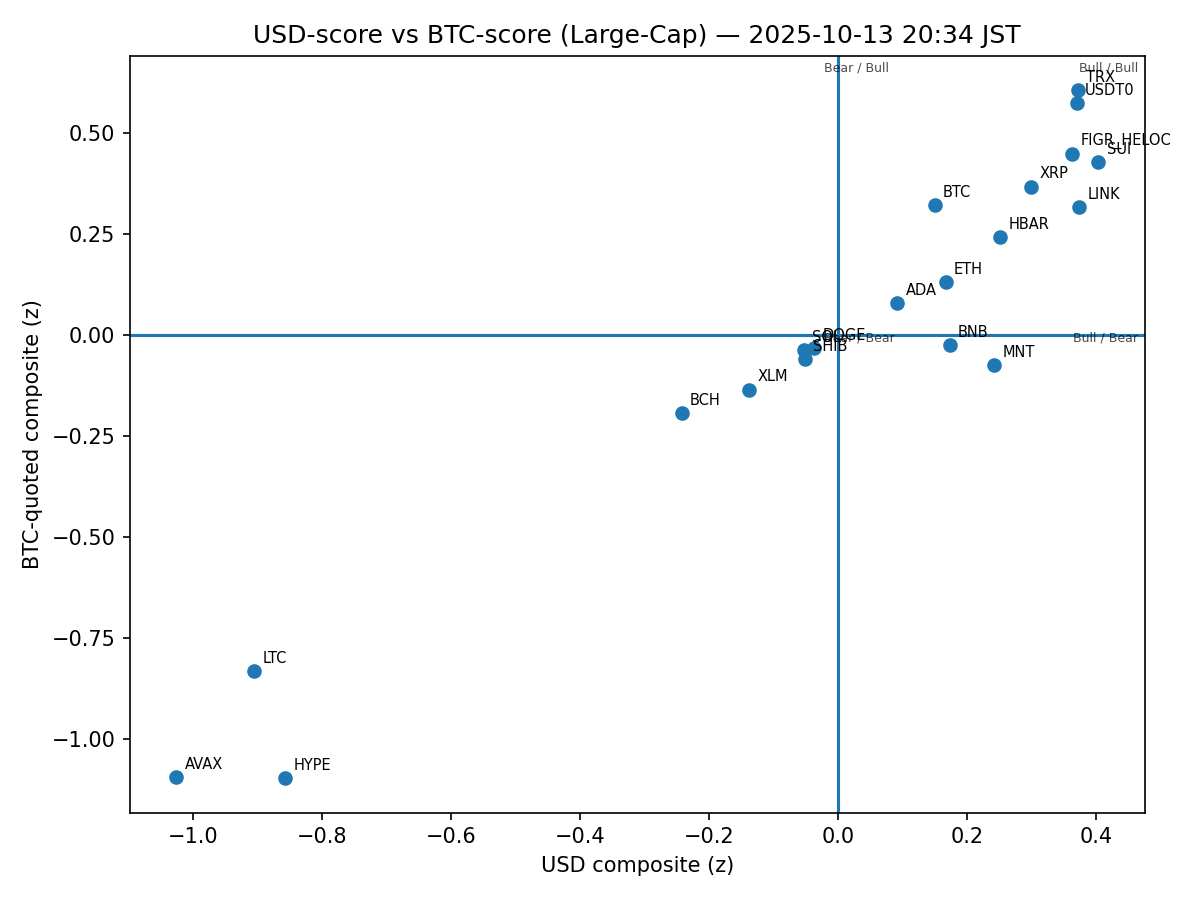 USD-score vs BTC-score (Large-Cap) — 2025-10-13 20:34 JST
Bear / Bull
Bull / Bull
TRX
USDT0
FIGR_HELOC
SUI
XRP
LINK
BTC
HBAR
ETH
ADA
BNB
DOGE
SHIB
Bull / Bear
MNT
XLM
BCH
LTC
AVAX
HYPE
0.50
0.25
0.00
−0.25
−0.50
−0.75
−1.00
BTC-quoted composite (z)
−1.0
−0.8
−0.6
−0.4
−0.2
0.0
0.2
0.4
USD composite (z)